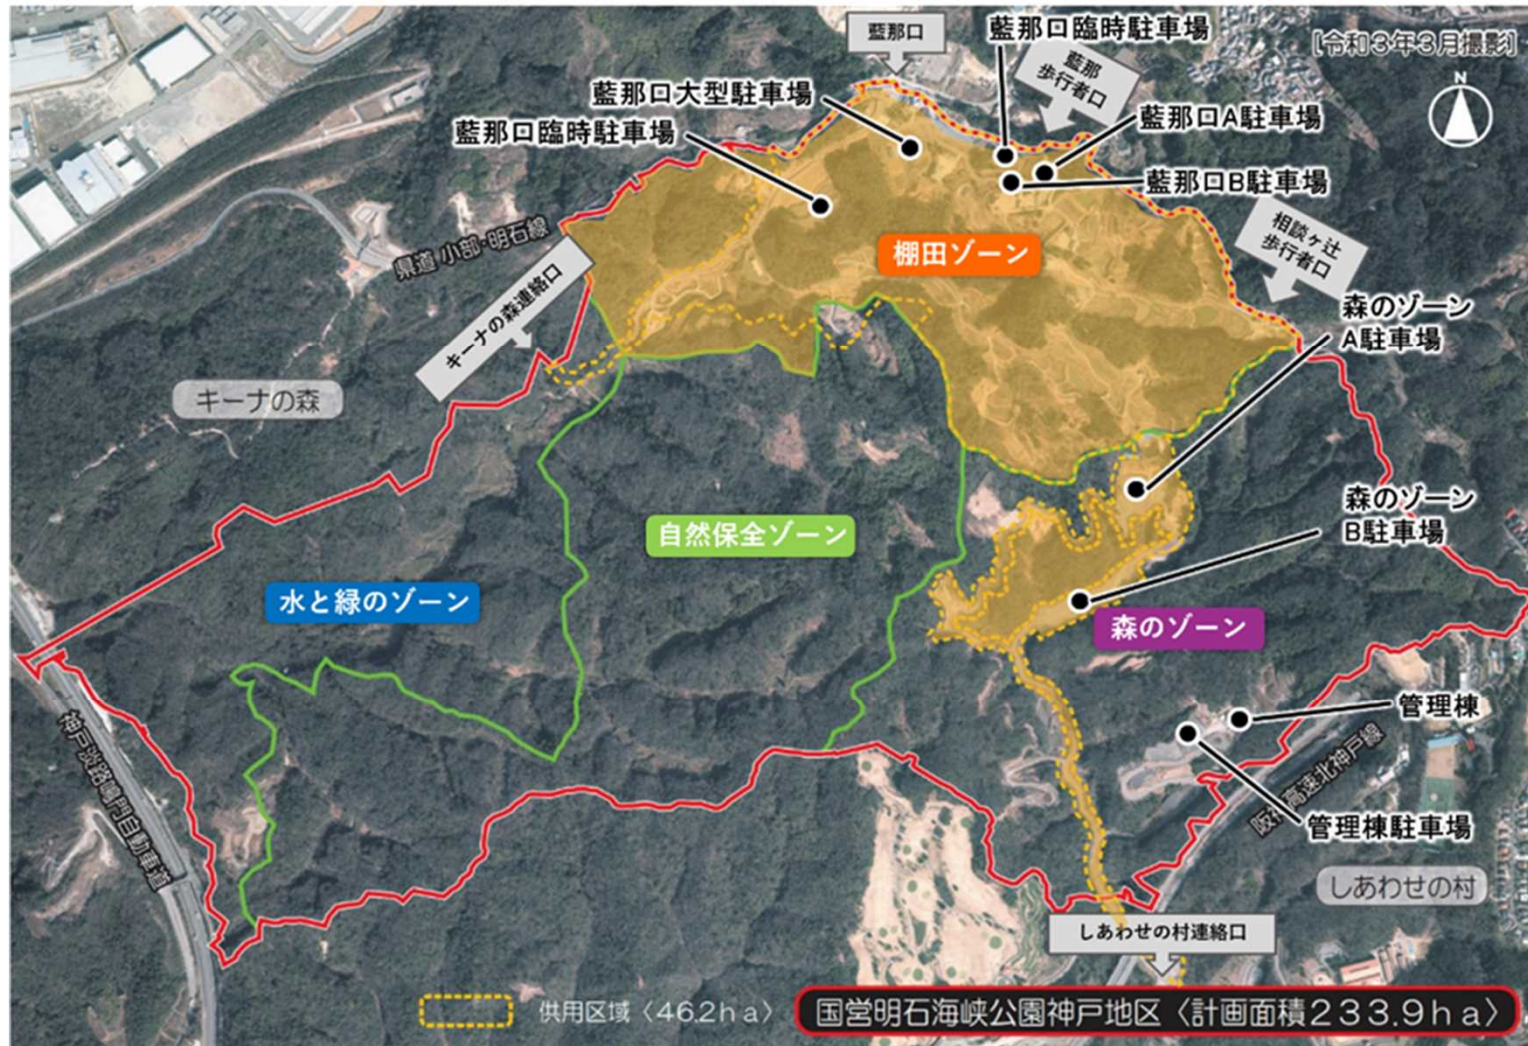 藍那口
藍那口臨時駐車場
[令和3年3月撮影]
藍那
歩行者口
N
藍那口大型駐車場
藍那口A駐車場
藍那口臨時駐車場
藍那口B駐車場
相談ヶ辻
歩行者口
県道 小部・明石線
棚田ゾーン
キーナの森連絡口
森のゾーン
A駐車場
キーナの森
森のゾーン
B駐車場
自然保全ゾーン
水と緑のゾーン
森のゾーン
管理棟
神戸淡路鳴門自動車道
阪神高速北神戸線
管理棟駐車場
しあわせの村
しあわせの村連絡口
供用区域〈46.2ha〉
国営明石海峡公園神戸地区〈計画面積233.9ha〉